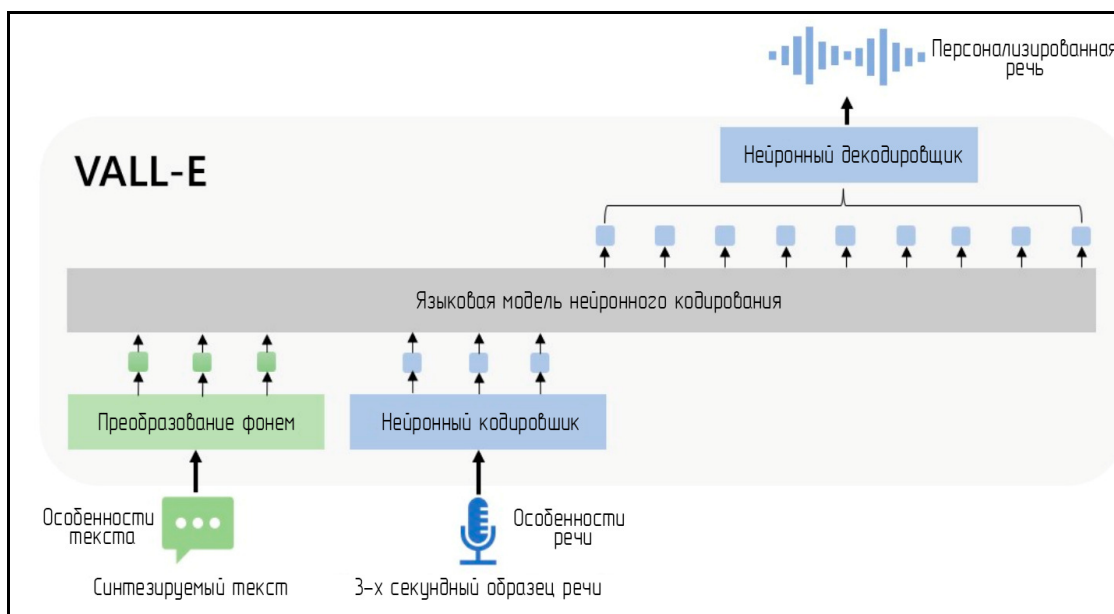 Персонализированная
речь
Нейронный декодировщик
VALL-E
Языковая модель нейронного кодирования
Преобразование фонем
Нейронный кодировшик
Особенности
текста
Особенности
речи
Синтезируемый текст
3-х секундный образец речи